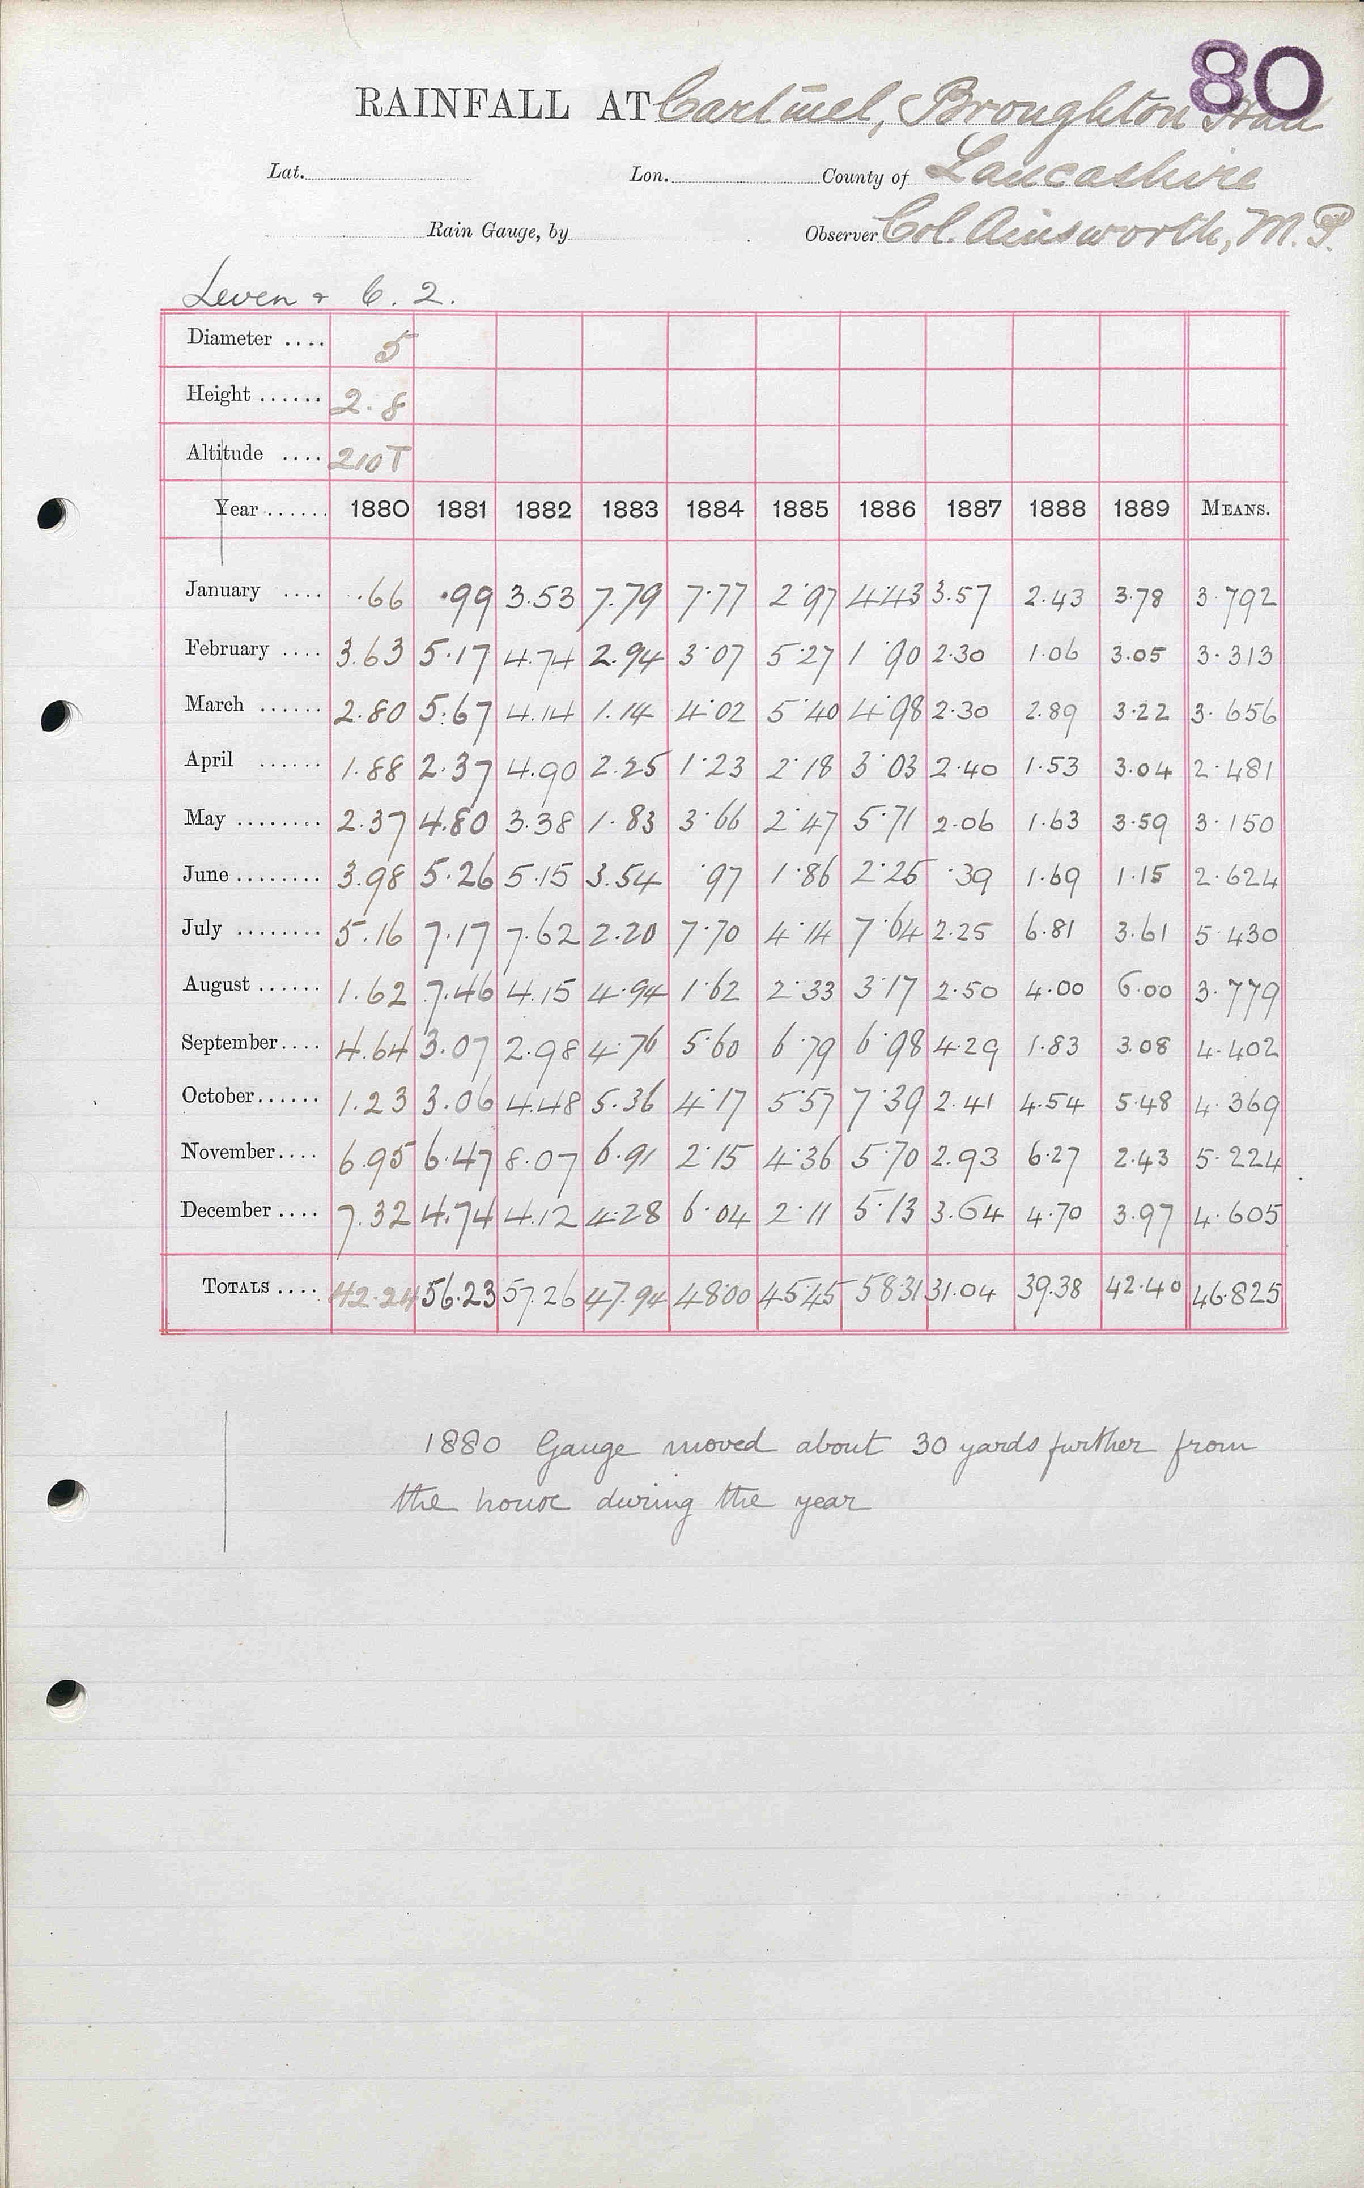 80
RAINFALL AT Cartmel, Broughton Hall
Lat. Lon. County of Lancashire
Rain Gauge, by Observer Col. Ainsworth, M.P.
Leven & C. 2.
Diameter .... 5
Height ...... 2.8
Altitude .... 210T
Year ...... 1880 1881 1882 1883 1884 1885 1886 1887 1888 1889 MEANS.
January .... .66 .99 3.53 7.79 7.77 2.97 4.43 3.57 2.43 3.78 3.792
February .... 3.63 5.17 4.74 2.94 3.07 5.27 1.90 2.30 1.06 3.05 3.313
March ...... 2.80 5.67 4.14 1.14 4.02 5.40 4.98 2.30 2.89 3.22 3.656
April ...... 1.88 2.37 4.90 2.25 1.23 2.18 3.03 2.40 1.53 3.04 2.481
May ........ 2.37 4.80 3.38 1.83 3.66 2.47 5.71 2.06 1.63 3.59 3.150
June ........ 3.98 5.26 5.15 3.54 .97 1.86 2.25 .39 1.69 1.15 2.624
July ........ 5.16 7.17 7.62 2.20 7.70 4.14 7.64 2.25 6.81 3.61 5.430
August ...... 1.62 7.46 4.15 4.94 1.62 2.33 3.17 2.50 4.00 6.00 3.779
September .... 4.64 3.07 2.98 4.76 5.60 6.79 6.98 4.29 1.83 3.08 4.402
October ...... 1.23 3.06 4.48 5.36 4.17 5.57 7.39 2.41 4.54 5.48 4.369
November .... 6.95 6.47 8.07 6.91 2.15 4.36 5.70 2.93 6.27 2.43 5.224
December .... 7.32 4.74 4.12 4.28 6.04 2.11 5.13 3.64 4.70 3.97 4.605
TOTALS .... 42.24 56.23 57.26 47.94 48.00 45.45 58.31 31.04 39.38 42.40 46.825
1880 Gauge moved about 30 yards further from
the house during the year